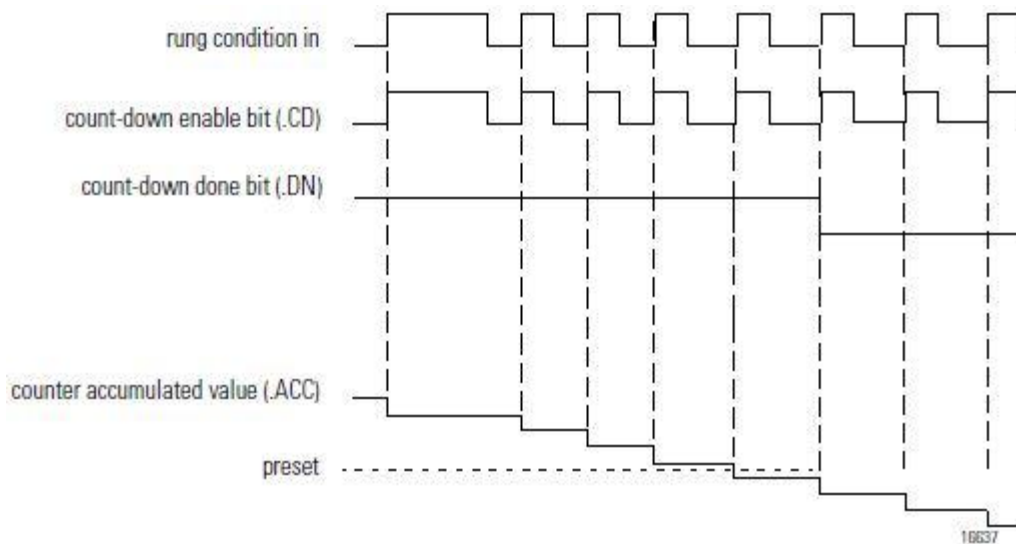 rung condition in
count-down enable bit (.CD)
count-down done bit (.DN)
counter accumulated value (.ACC)
preset
16637